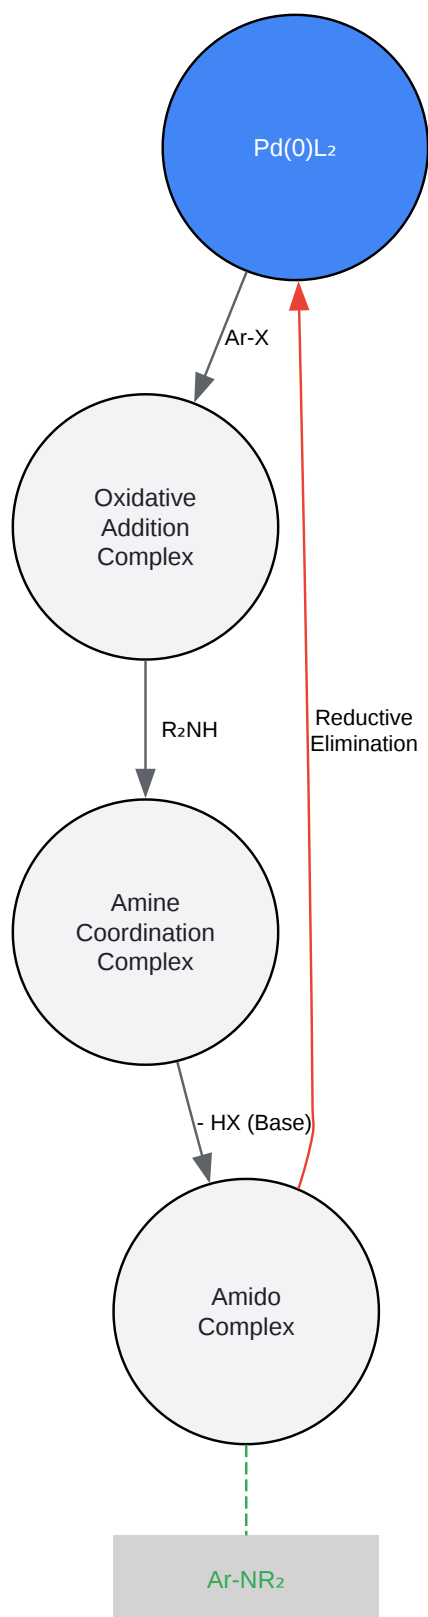 Pd(0)L₂
Ar-X
Oxidative
Addition
Complex
R₂NH
Reductive
Elimination
Amine
Coordination
Complex
- HX (Base)
Amido
Complex
Ar-NR₂